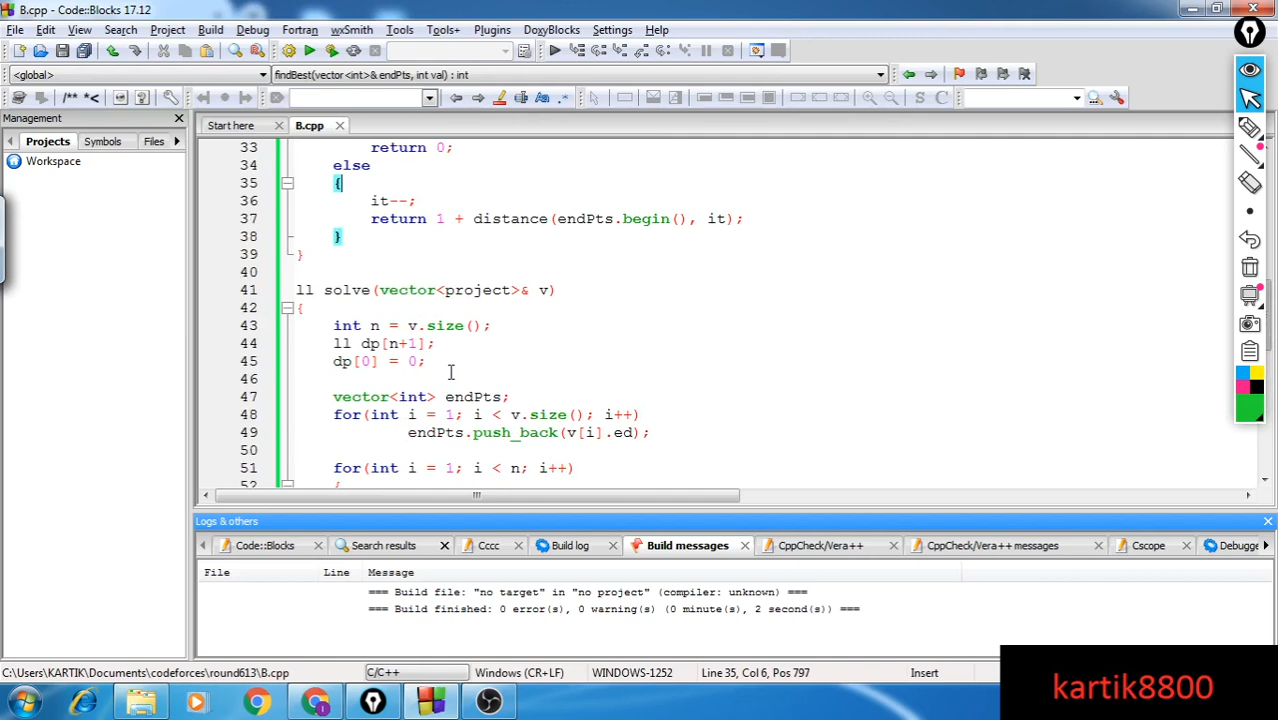 B.cpp - Code::Blocks 17.12
File Edit View Search Project Build Debug Fortran wxSmith Tools Tools+ Plugins DoxyBlocks Settings Help
<global> findBest(vector<int>& endPts, int val) : int
/** *<
S C
Management
Projects Symbols Files
Workspace
Start here B.cpp
33 return 0;
34 else
35 {
36 it--;
37 return 1 + distance(endPts.begin(), it);
38 }
39 }
40
41 ll solve(vector<project>& v)
42 {
43 int n = v.size();
44 ll dp[n+1];
45 dp[0] = 0;
46
47 vector<int> endPts;
48 for(int i = 1; i < v.size(); i++)
49 endPts.push_back(v[i].ed);
50
51 for(int i = 1; i < n; i++)
52 {
Logs & others
Code::Blocks Search results Cccc Build log Build messages CppCheck/Vera++ CppCheck/Vera++ messages Cscope Debugge
File Line Message
=== Build file: "no target" in "no project" (compiler: unknown) ===
=== Build finished: 0 error(s), 0 warning(s) (0 minute(s), 2 second(s)) ===
C:\Users\KARTIK\Documents\codeforces\round613\B.cpp C/C++ Windows (CR+LF) WINDOWS-1252 Line 35, Col 6, Pos 797 Insert
kartik8800